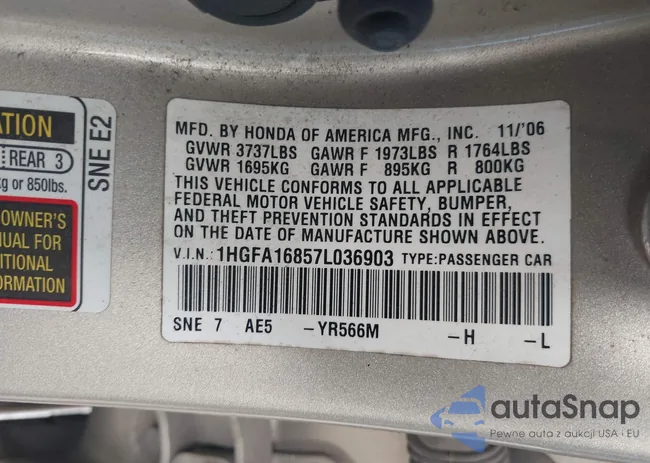 ATION
REAR 3
kg or 850lbs.
SNE E2
OWNER'S
NUAL FOR
ITIONAL
FORMATION
MFD. BY HONDA OF AMERICA MFG., INC. 11/'06
GVWR 3737LBS GAWR F 1973LBS R 1764LBS
GVWR 1695KG GAWR F 895KG R 800KG
THIS VEHICLE CONFORMS TO ALL APPLICABLE
FEDERAL MOTOR VEHICLE SAFETY, BUMPER,
AND THEFT PREVENTION STANDARDS IN EFFECT
ON THE DATE OF MANUFACTURE SHOWN ABOVE.
V.I.N.: 1HGFA16857L036903 TYPE:PASSENGER CAR
SNE 7 AE5 -YR566M -H -L
autaSnap
Pewne auta z aukcji USA i EU